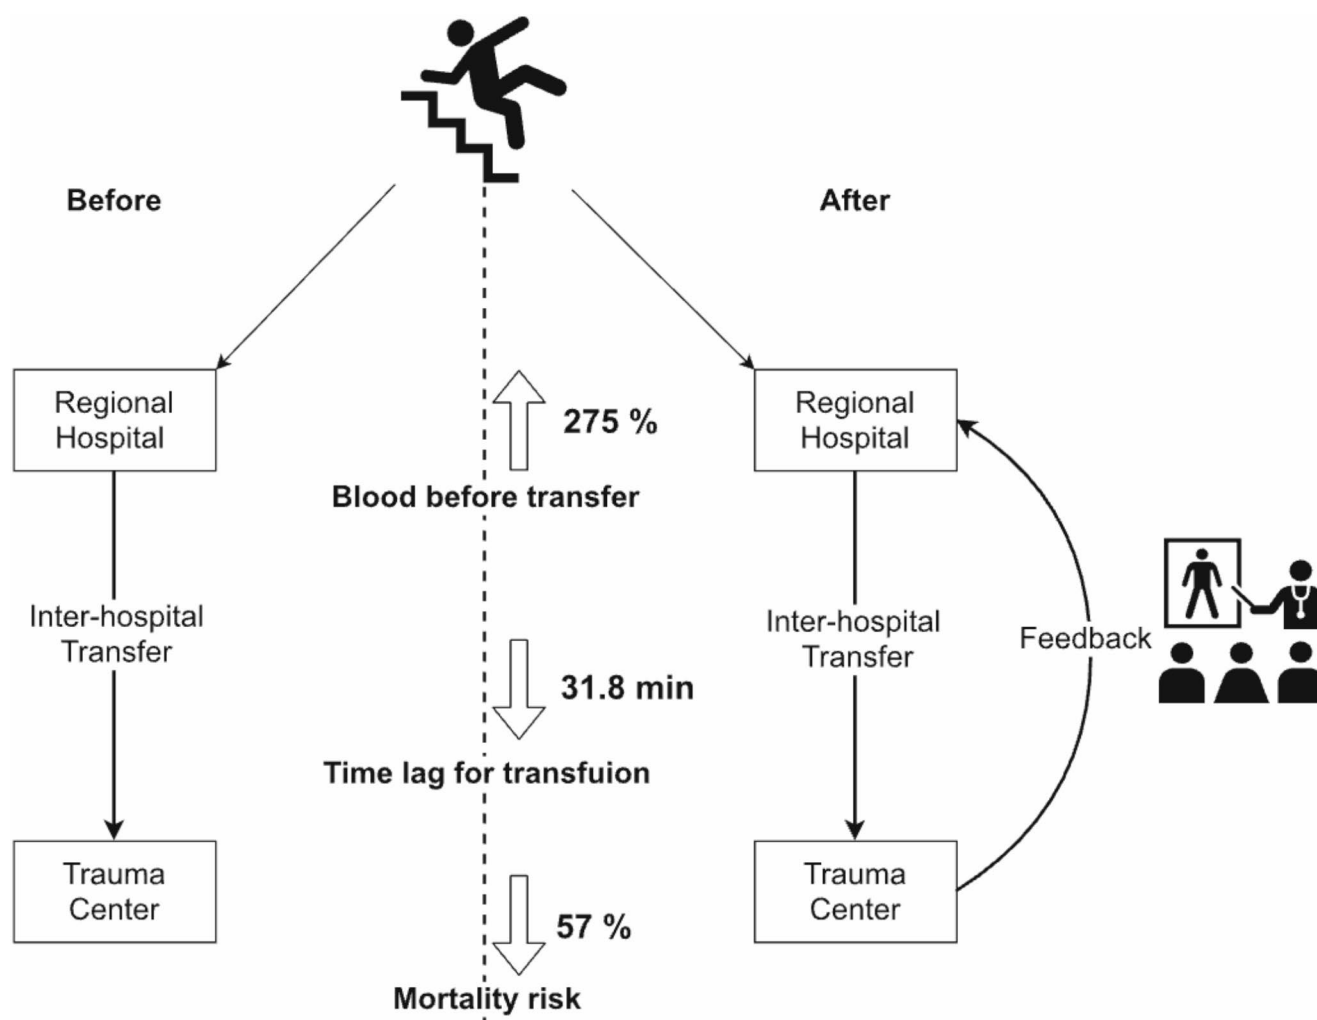 Before
After
Regional
Hospital
275 %
Blood before transfer
Regional
Hospital
Inter-hospital
Transfer
31.8 min
Time lag for transfuion
Inter-hospital
Transfer
Feedback
Trauma
Center
57 %
Mortality risk
Trauma
Center